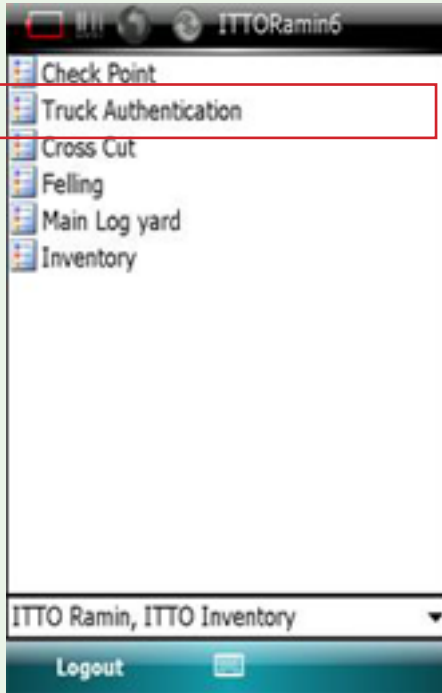 ITTORamin6
Check Point
Truck Authentication
Cross Cut
Felling
Main Log yard
Inventory
ITTO Ramin, ITTO Inventory
Logout